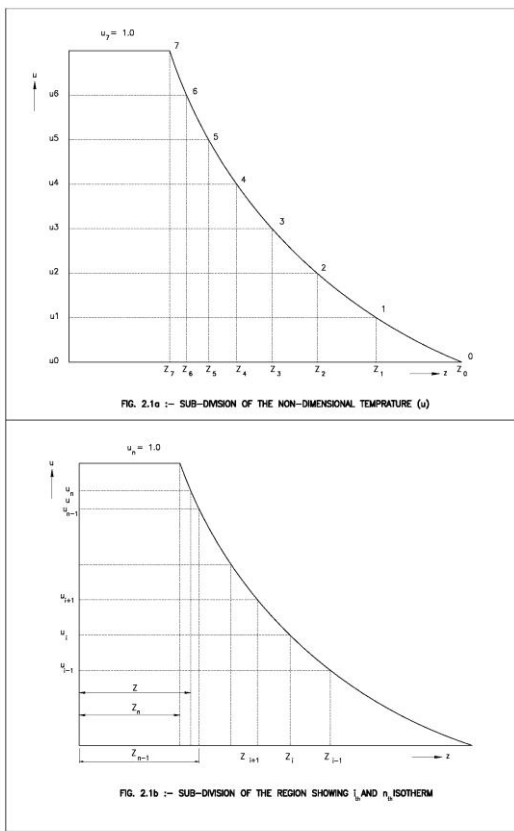 u7 = 1.0
7
u
u6
6
u5
5
u4
4
u3
3
u2
2
u1
1
u0
0
Z7 Z6 Z5 Z4 Z3 Z2 Z1 z Z0
FIG. 2.1a :- SUB-DIVISION OF THE NON-DIMENSIONAL TEMPRATURE (u)
un = 1.0
u
un
u
un-1
ui+1
ui
ui-1
Z
Zn
Zn-1 Zi+1 Zi Zi-1 z
FIG. 2.1b :- SUB-DIVISION OF THE REGION SHOWING ith AND nth ISOTHERM